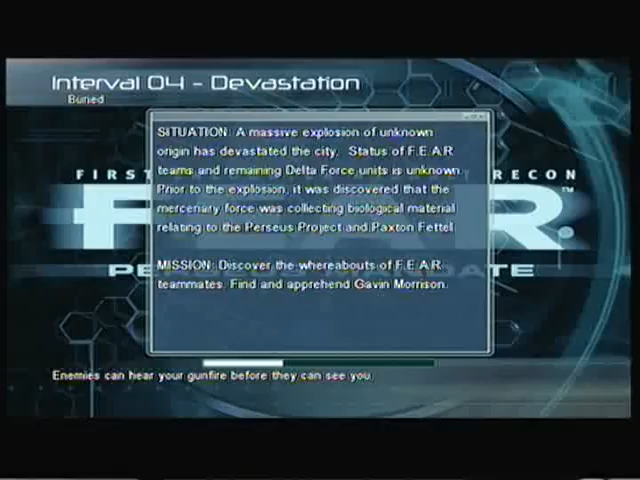 Interval 04 - Devastation
Buried
SITUATION: A massive explosion of unknown
origin has devastated the city. Status of F.E.A.R.
teams and remaining Delta Force units is unknown.
Prior to the explosion, it was discovered that the
mercenary force was collecting biological material
relating to the Perseus Project and Paxton Fettel.
MISSION: Discover the whereabouts of F.E.A.R.
teammates. Find and apprehend Gavin Morrison.
FIRST RECON
F R
Enemies can hear your gunfire before they can see you.